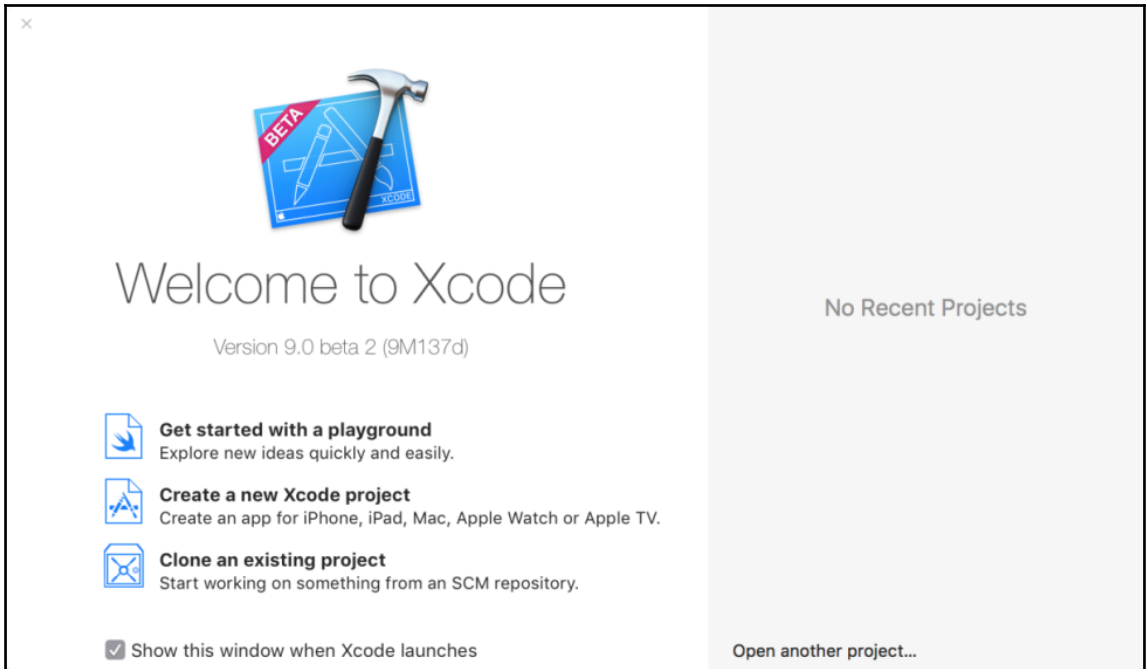 BETA
XCODE
Welcome to Xcode
Version 9.0 beta 2 (9M137d)
Get started with a playground
Explore new ideas quickly and easily.
Create a new Xcode project
Create an app for iPhone, iPad, Mac, Apple Watch or Apple TV.
Clone an existing project
Start working on something from an SCM repository.
Show this window when Xcode launches
No Recent Projects
Open another project...